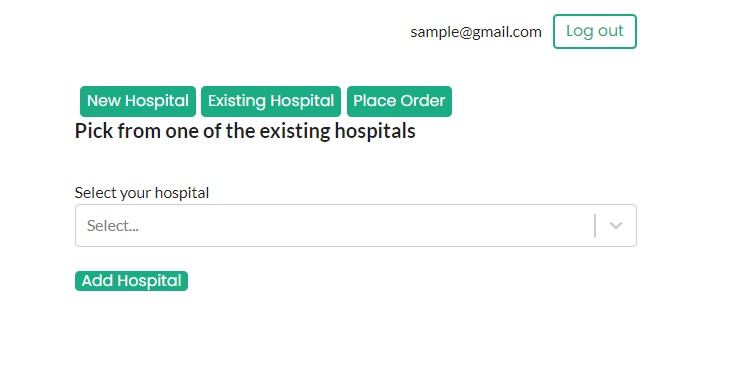 sample@gmail.com Log out
New Hospital Existing Hospital Place Order
Pick from one of the existing hospitals
Select your hospital
Select...
Add Hospital